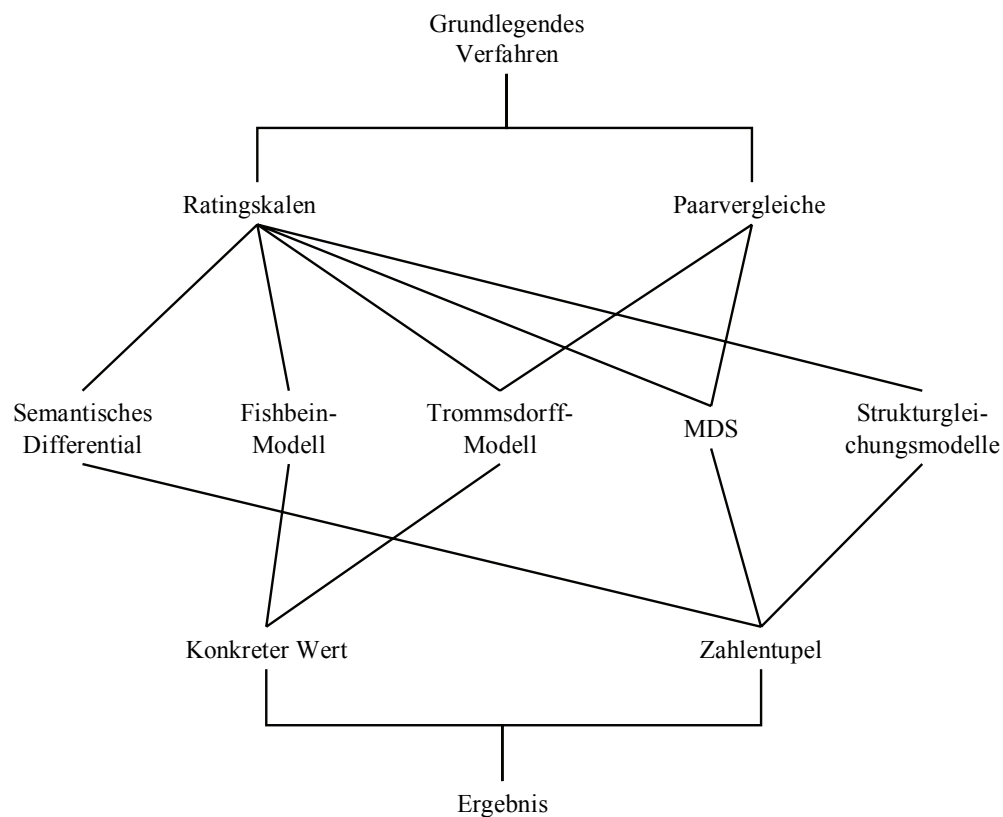 Grundlegendes
Verfahren
Ratingskalen
Paarvergleiche
Semantisches
Differential
Fishbein-
Modell
Trommsdorff-
Modell
MDS
Strukturglei-
chungsmodelle
Konkreter Wert
Zahlentupel
Ergebnis